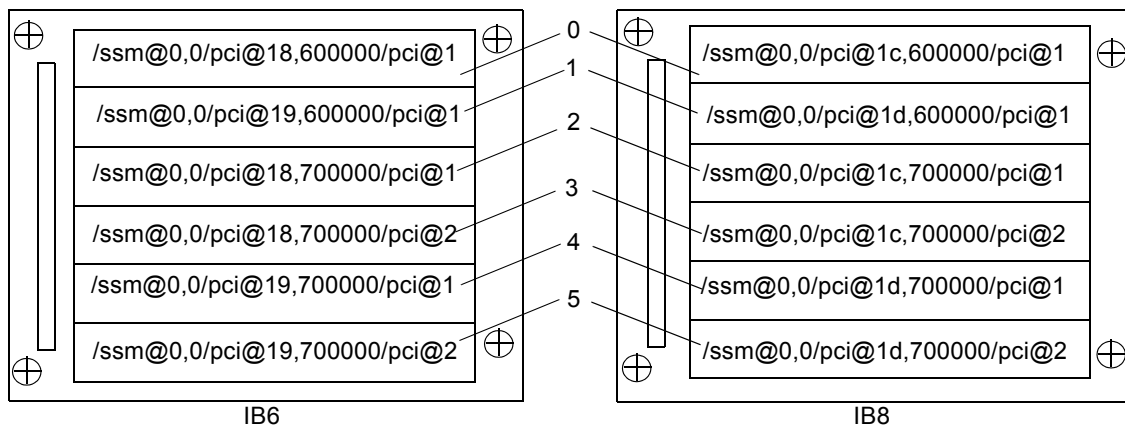 /ssm@0,0/pci@18,600000/pci@1
/ssm@0,0/pci@19,600000/pci@1
/ssm@0,0/pci@18,700000/pci@1
/ssm@0,0/pci@18,700000/pci@2
/ssm@0,0/pci@19,700000/pci@1
/ssm@0,0/pci@19,700000/pci@2
IB6
0
1
2
3
4
5
/ssm@0,0/pci@1c,600000/pci@1
/ssm@0,0/pci@1d,600000/pci@1
/ssm@0,0/pci@1c,700000/pci@1
/ssm@0,0/pci@1c,700000/pci@2
/ssm@0,0/pci@1d,700000/pci@1
/ssm@0,0/pci@1d,700000/pci@2
IB8